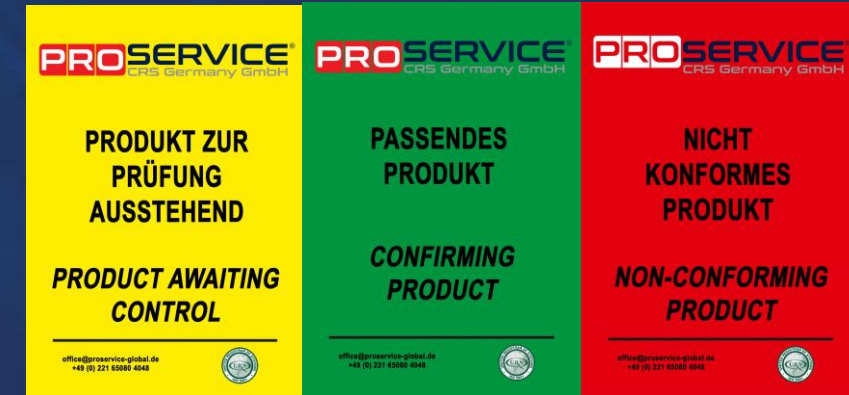 PROSERVICE®
CRS Germany GmbH
PRODUKT ZUR
PRÜFUNG
AUSSTEHEND
PRODUCT AWAITING
CONTROL
office@proservice-global.de
+49 (0) 221 65080 4048
PROSERVICE®
CRS Germany GmbH
PASSENDES
PRODUKT
CONFIRMING
PRODUCT
office@proservice-global.de
+49 (0) 221 65080 4048
PROSERVICE
CRS Germany GmbH
NICHT
KONFORMES
PRODUKT
NON-CONFORMING
PRODUCT
office@proservice-global.de
+49 (0) 221 65080 4048